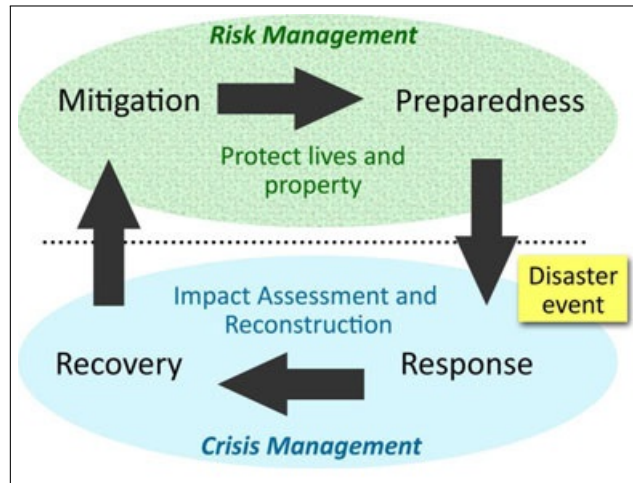 Risk Management
Mitigation
Preparedness
Protect lives and
property
Disaster
event
Impact Assessment and
Reconstruction
Recovery
Response
Crisis Management